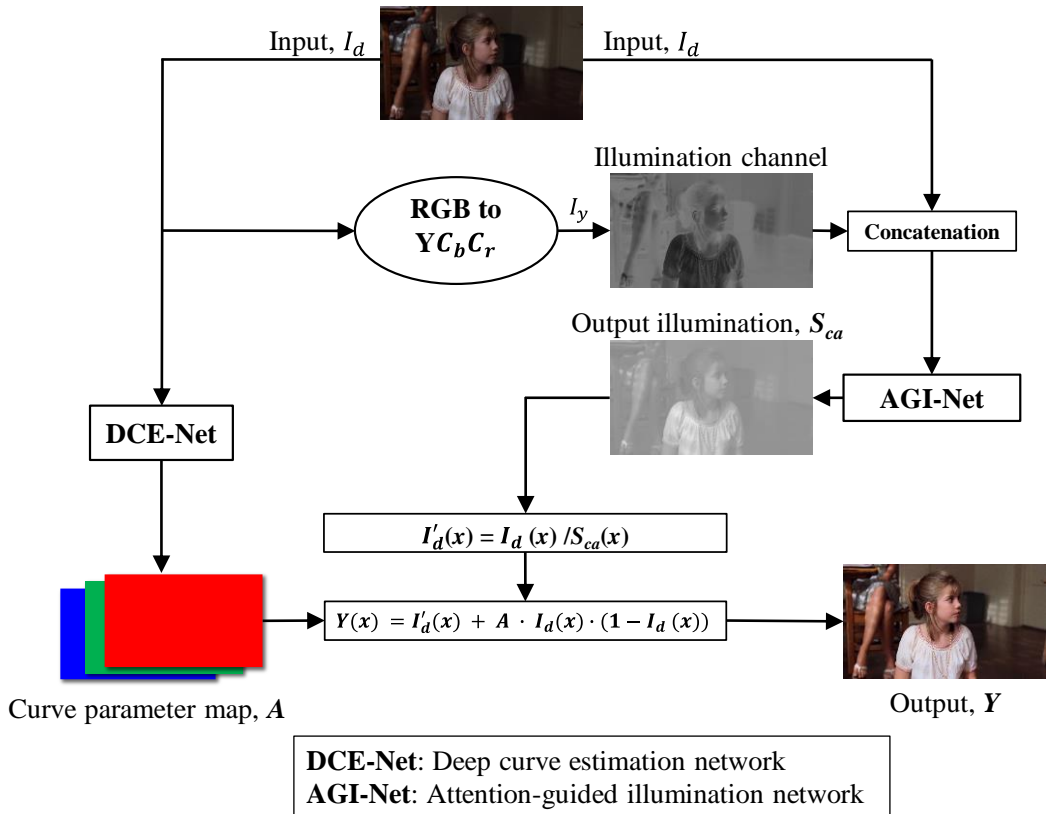 Input, I_d
Input, I_d
Illumination channel
RGB to
YC_bC_r
I_y
Concatenation
Output illumination, S_ca
AGI-Net
DCE-Net
I'_d(x) = I_d (x) /S_ca(x)
Y(x) = I'_d(x) + A · I_d(x)·(1 − I_d (x))
Curve parameter map, A
Output, Y
DCE-Net: Deep curve estimation network
AGI-Net: Attention-guided illumination network